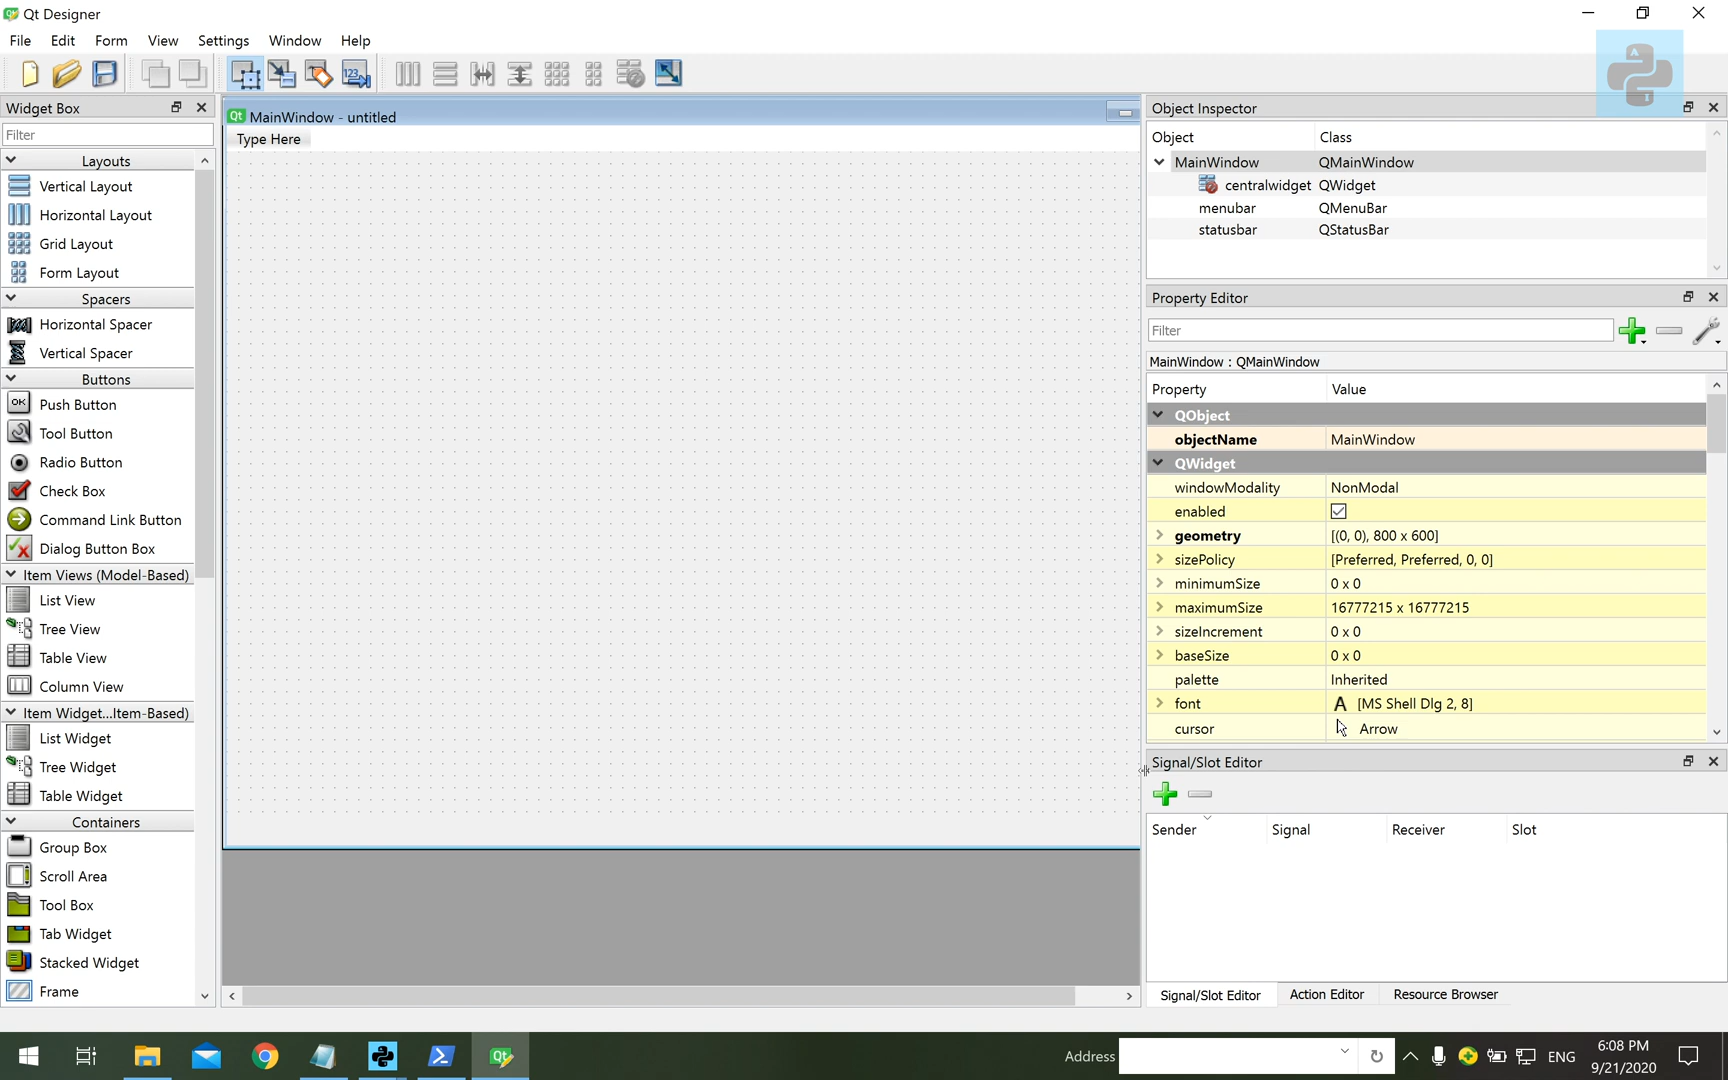 Qt Designer
File Edit Form View Settings Window Help
Widget Box
Filter
Layouts
Vertical Layout
Horizontal Layout
Grid Layout
Form Layout
Spacers
Horizontal Spacer
Vertical Spacer
Buttons
OK Push Button
Tool Button
Radio Button
Check Box
Command Link Button
Dialog Button Box
Item Views (Model-Based)
List View
Tree View
Table View
Column View
Item Widget...Item-Based)
List Widget
Tree Widget
Table Widget
Containers
Group Box
Scroll Area
Tool Box
Tab Widget
Stacked Widget
Frame
Qt MainWindow - untitled
Type Here
Object Inspector
Object Class
MainWindow QMainWindow
centralwidget QWidget
menubar QMenuBar
statusbar QStatusBar
Property Editor
Filter
MainWindow : QMainWindow
Property Value
QObject
objectName MainWindow
QWidget
windowModality NonModal
enabled
geometry [(0, 0), 800 x 600]
sizePolicy [Preferred, Preferred, 0, 0]
minimumSize 0 x 0
maximumSize 16777215 x 16777215
sizeIncrement 0 x 0
baseSize 0 x 0
palette Inherited
font A [MS Shell Dlg 2, 8]
cursor Arrow
Signal/Slot Editor
Sender Signal Receiver Slot
Signal/Slot Editor Action Editor Resource Browser
Qt
Address
ENG
6:08 PM
9/21/2020